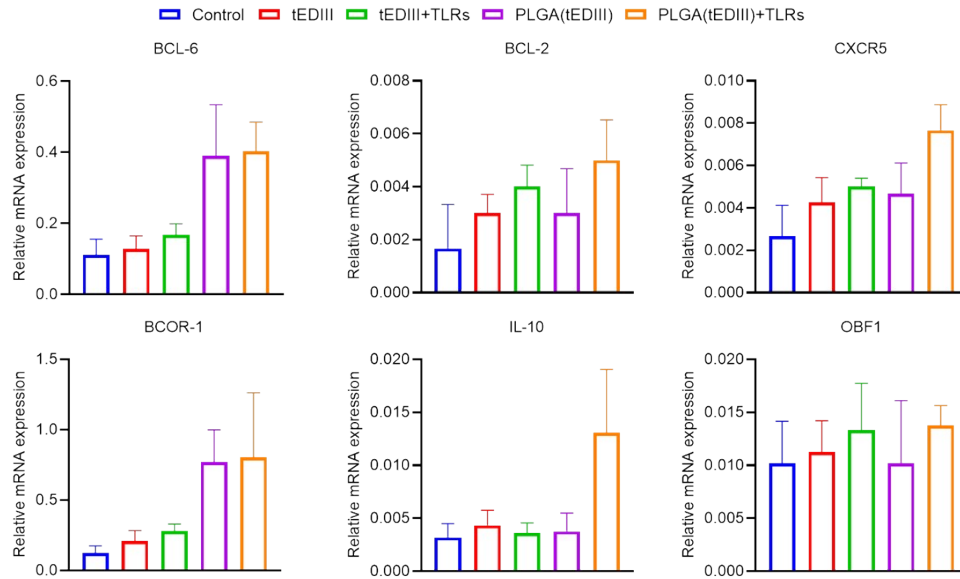 Control tEDIII tEDIII+TLRs PLGA(tEDIII) PLGA(tEDIII)+TLRs
BCL-6
Relative mRNA expression
0.6
0.4
0.2
0.0
BCL-2
Relative mRNA expression
0.008
0.006
0.004
0.002
0.000
CXCR5
Relative mRNA expression
0.010
0.008
0.006
0.004
0.002
0.000
BCOR-1
Relative mRNA expression
1.5
1.0
0.5
0.0
IL-10
Relative mRNA expression
0.020
0.015
0.010
0.005
0.000
OBF1
Relative mRNA expression
0.020
0.015
0.010
0.005
0.000